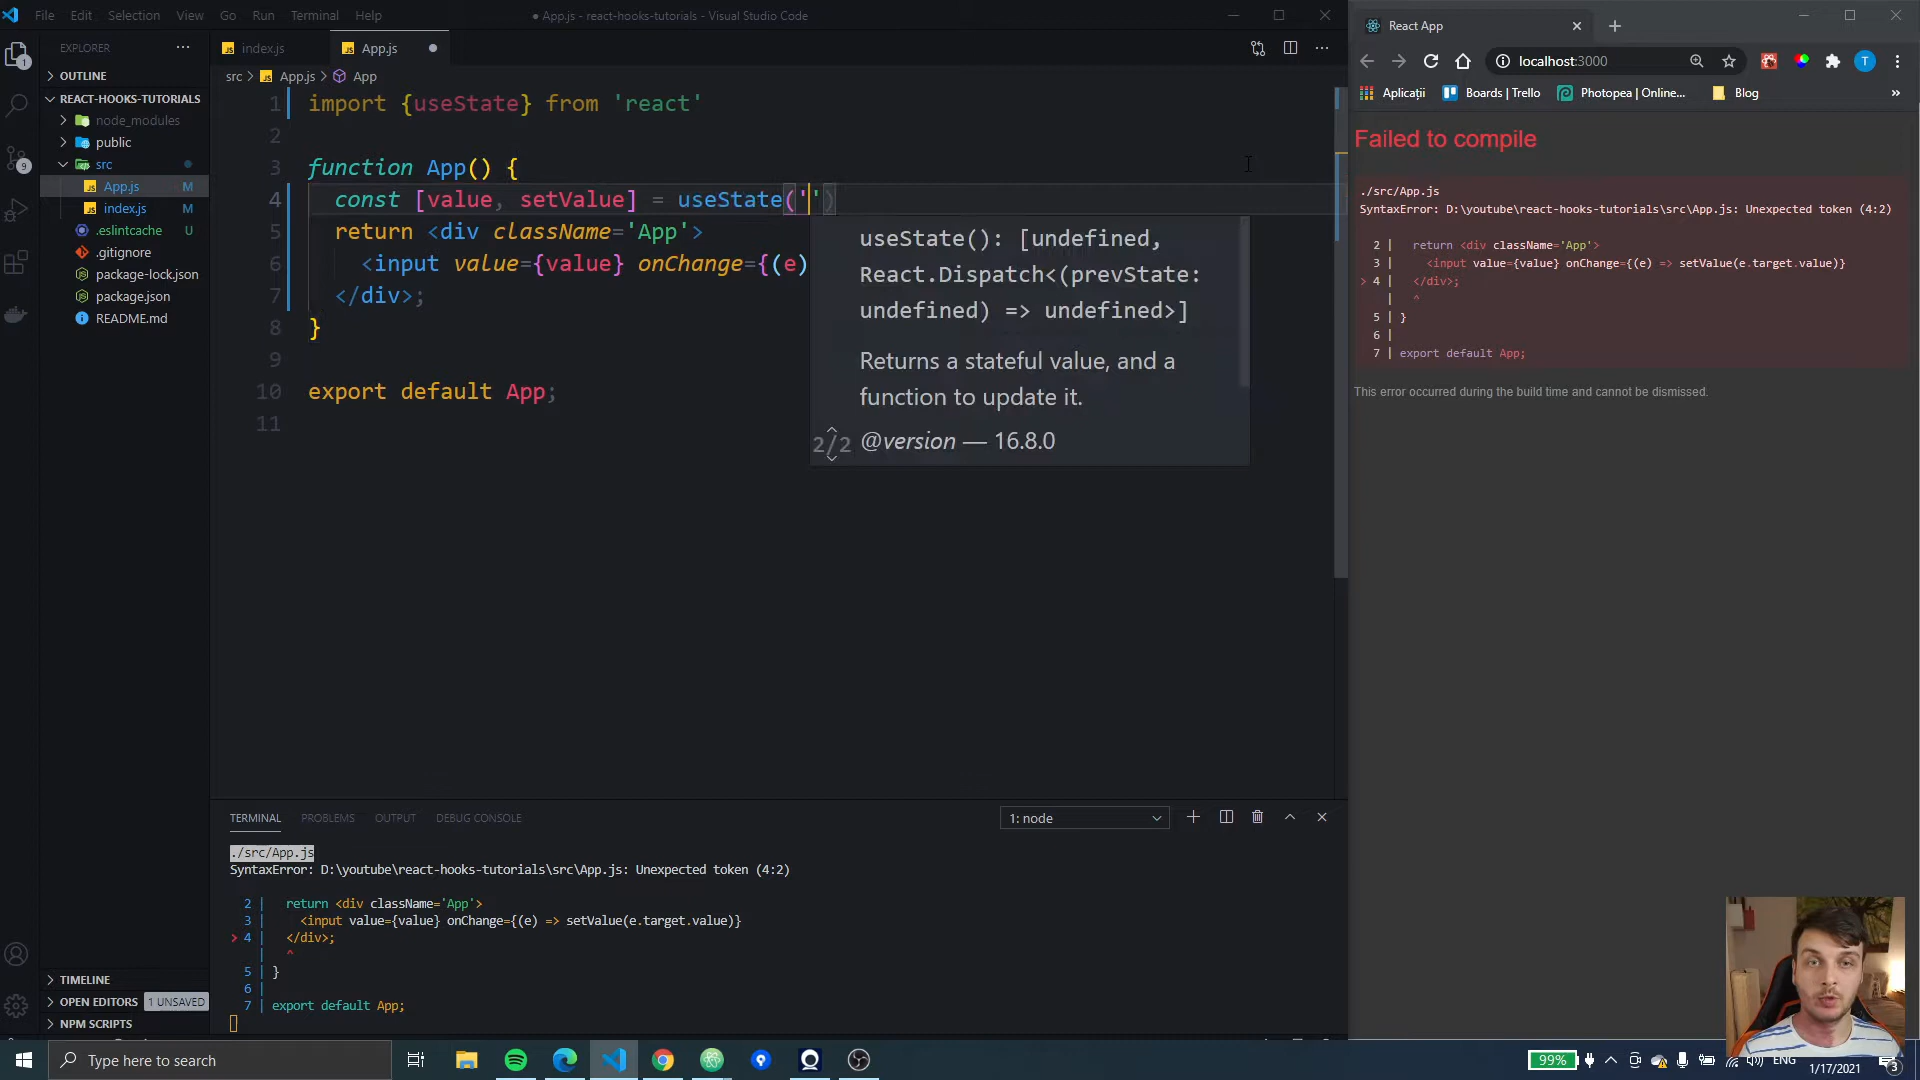 File Edit Selection View Go Run Terminal Help
● App.js - react-hooks-tutorials - Visual Studio Code
EXPLORER
OUTLINE
REACT-HOOKS-TUTORIALS
node_modules
public
src
App.js M
index.js M
.eslintcache U
.gitignore
package-lock.json
package.json
README.md
TIMELINE
OPEN EDITORS 1 UNSAVED
NPM SCRIPTS
1
9
index.js
App.js
src > App.js > App
1 import {useState} from 'react'
2
3 function App() {
4 const [value, setValue] = useState('')
5 return <div className='App'>
6 <input value={value} onChange={(e)
7 </div>;
8 }
9
10 export default App;
11
useState(): [undefined,
React.Dispatch<(prevState:
undefined) => undefined>]
Returns a stateful value, and a
function to update it.
2/2 @version — 16.8.0
TERMINAL PROBLEMS OUTPUT DEBUG CONSOLE
1: node
./src/App.js
SyntaxError: D:\youtube\react-hooks-tutorials\src\App.js: Unexpected token (4:2)
2 | return <div className='App'>
3 | <input value={value} onChange={(e) => setValue(e.target.value)}
> 4 | </div>;
| ^
5 | }
6 |
7 | export default App;
React App
localhost:3000
T
Aplicații Boards | Trello Photopea | Online... Blog »
Failed to compile
./src/App.js
SyntaxError: D:\youtube\react-hooks-tutorials\src\App.js: Unexpected token (4:2)
2 | return <div className='App'>
3 | <input value={value} onChange={(e) => setValue(e.target.value)}
> 4 | </div>;
| ^
5 | }
6 |
7 | export default App;
This error occurred during the build time and cannot be dismissed.
Type here to search
99%
ENG
1/17/2021
3